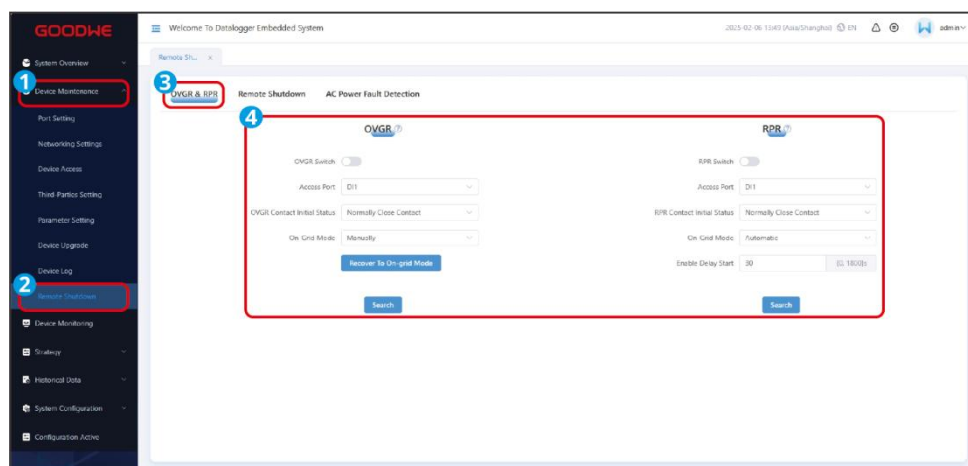 GOODWE
Welcome To Datalogger Embedded System
2025-02-06 15:49 (Asia/Shanghai)
EN
admin
System Overview
Remote Sh...
1
Device Maintenance
3
OVGR & RPR
Remote Shutdown
AC Power Fault Detection
Port Setting
4
OVGR
RPR
Networking Settings
OVGR Switch
RPR Switch
Device Access
Access Port
DI1
Access Port
DI1
Third-Parties Setting
OVGR Contact Initial Status
Normally Close Contact
RPR Contact Initial Status
Normally Close Contact
Parameter Setting
On-Grid Mode
Manually
On-Grid Mode
Automatic
Device Upgrade
Recover To On-grid Mode
Enable Delay Start
30
[0, 1800]s
Device Log
2
Remote Shutdown
Search
Search
Device Monitoring
Strategy
Historical Data
System Configuration
Configuration Active